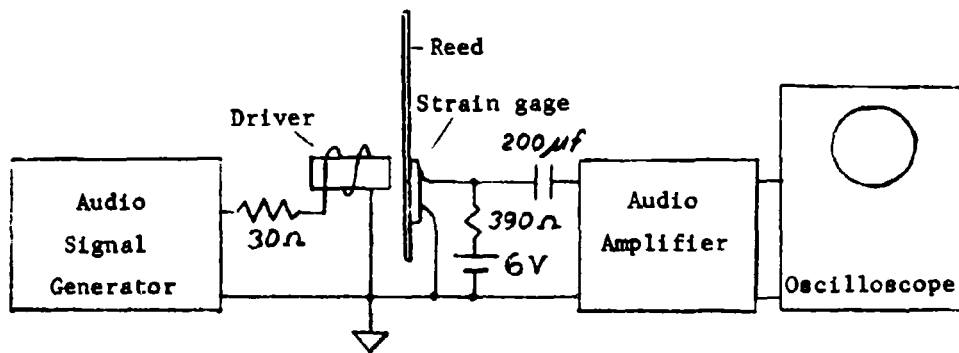 Reed
Strain gage
Driver
200μf
Audio
Signal
Generator
30Ω
390Ω
6V
Audio
Amplifier
Oscilloscope